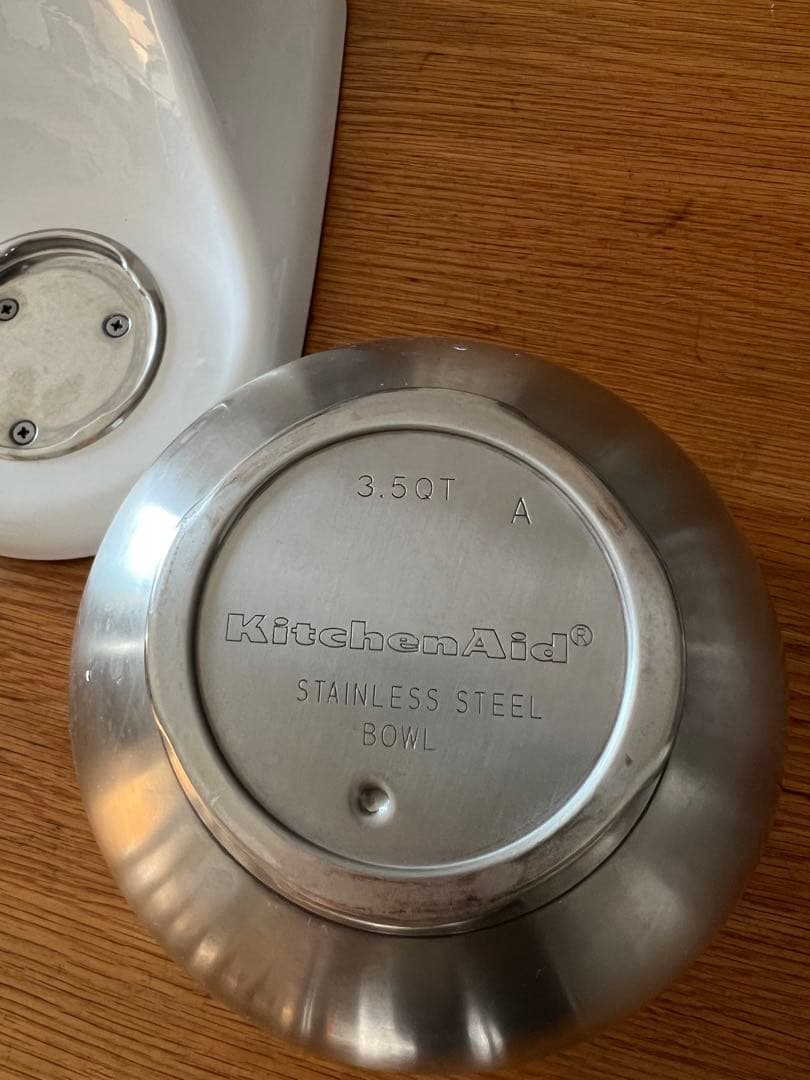 3.5QT
A
KitchenAid®
STAINLESS STEEL
BOWL